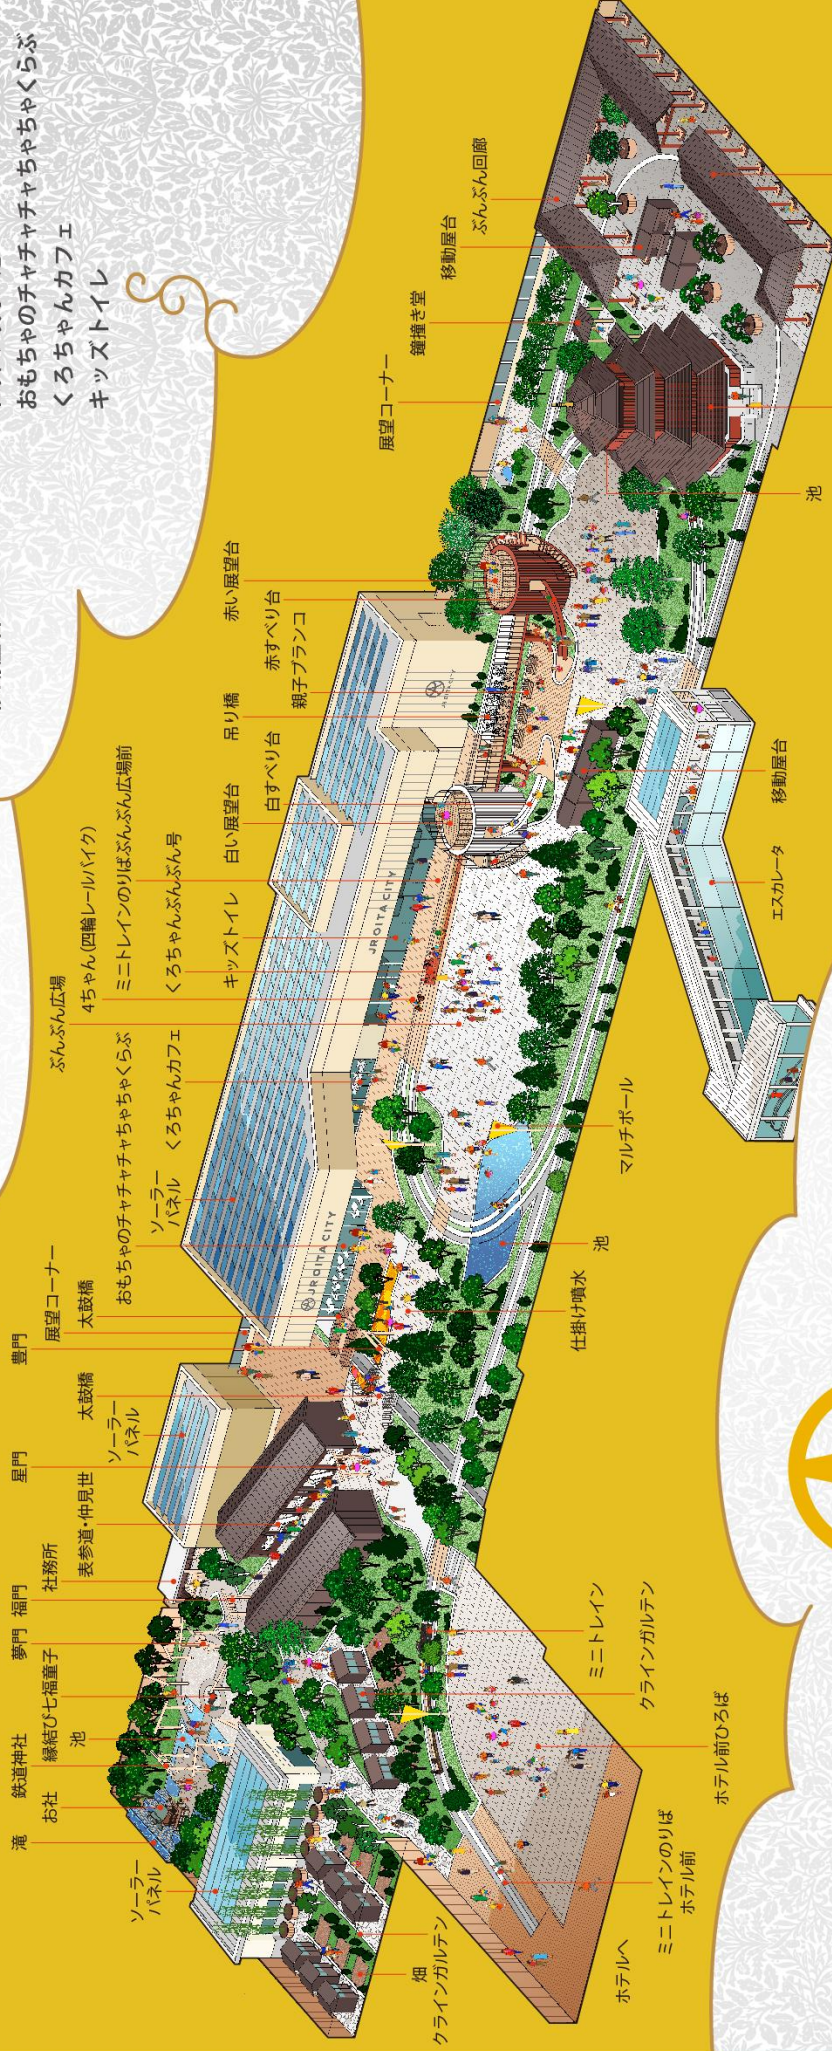 おもちゃのチャチャチャちゃちゃくらぶ
くろちゃんカフェ
キッズトイレ
滝
鉄道神社
夢門
福門
星門
豊門
お社
縁結び七福童子
社務所
展望コーナー
池
表参道・仲見世
太鼓橋
太鼓橋
ソーラー
パネル
ソーラー
パネル
おもちゃのチャチャチャちゃちゃくらぶ
ソーラー
パネル
くろちゃんカフェ
ぶんぶん広場
4ちゃん(四輪レールバイク)
ミニトレインのりばぶんぶん広場前
くろちゃんぶんぶん号
キッズトイレ
白い展望台
白すべり台
吊り橋
赤い展望台
赤すべり台
親子ブランコ
展望コーナー
鐘撞き堂
移動屋台
ぶんぶん回廊
JR OITA CITY
JR OITA CITY
JR OITA CITY
畑
クラインガルテン
ホテルへ
ミニトレインのりば
ホテル前
ホテル前ひろば
ミニトレイン
クラインガルテン
仕掛け噴水
池
マルチポール
エスカレータ
移動屋台
池